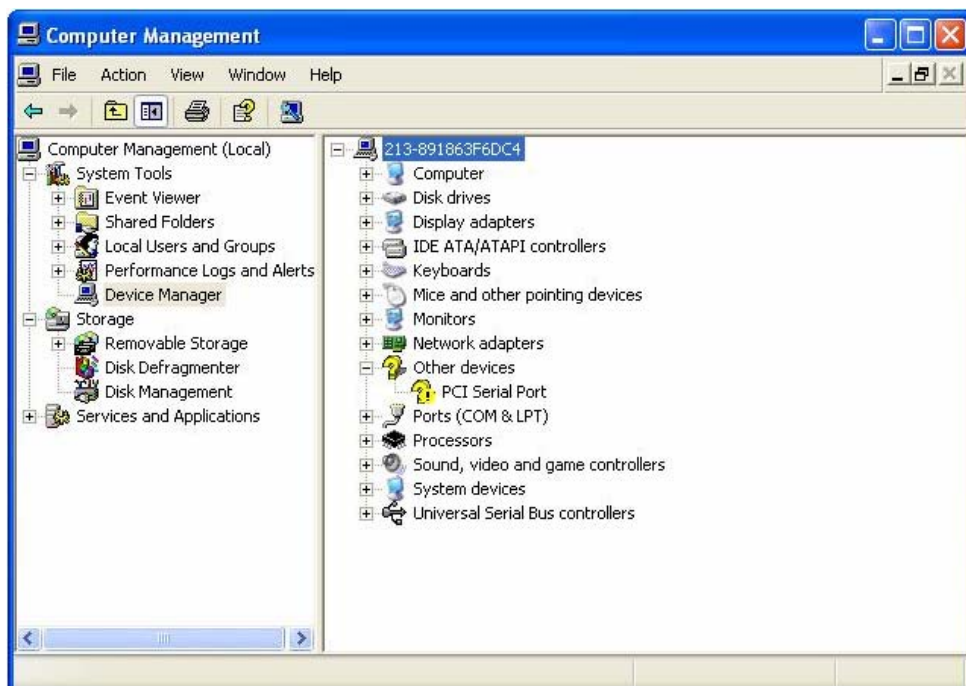 Computer Management
File Action View Window Help
Computer Management (Local)
System Tools
Event Viewer
Shared Folders
Local Users and Groups
Performance Logs and Alerts
Device Manager
Storage
Removable Storage
Disk Defragmenter
Disk Management
Services and Applications
213-891863F6DC4
Computer
Disk drives
Display adapters
IDE ATA/ATAPI controllers
Keyboards
Mice and other pointing devices
Monitors
Network adapters
Other devices
PCI Serial Port
Ports (COM & LPT)
Processors
Sound, video and game controllers
System devices
Universal Serial Bus controllers